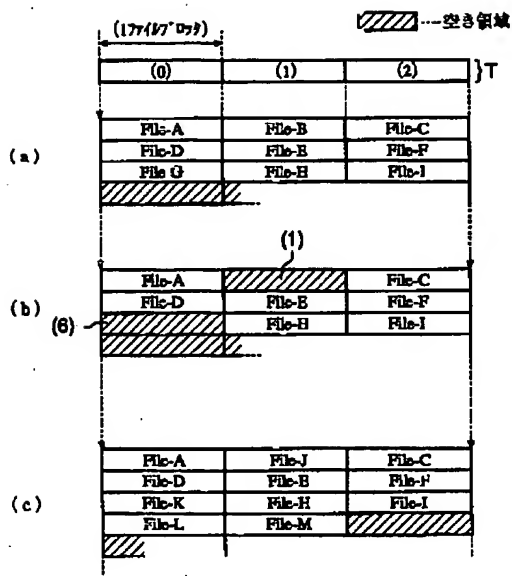 …空き領域
(1ファイルブロック)
(0) (1) (2) }T
(a)
File-A File-B File-C
File-D File-E File-F
File G File-H File-I
(1)
(b)
File-A File-C
File-D File-E File-F
(6) File-H File-I
(c)
File-A File-J File-C
File-D File-E File-F
File-K File-H File-I
File-L File-M